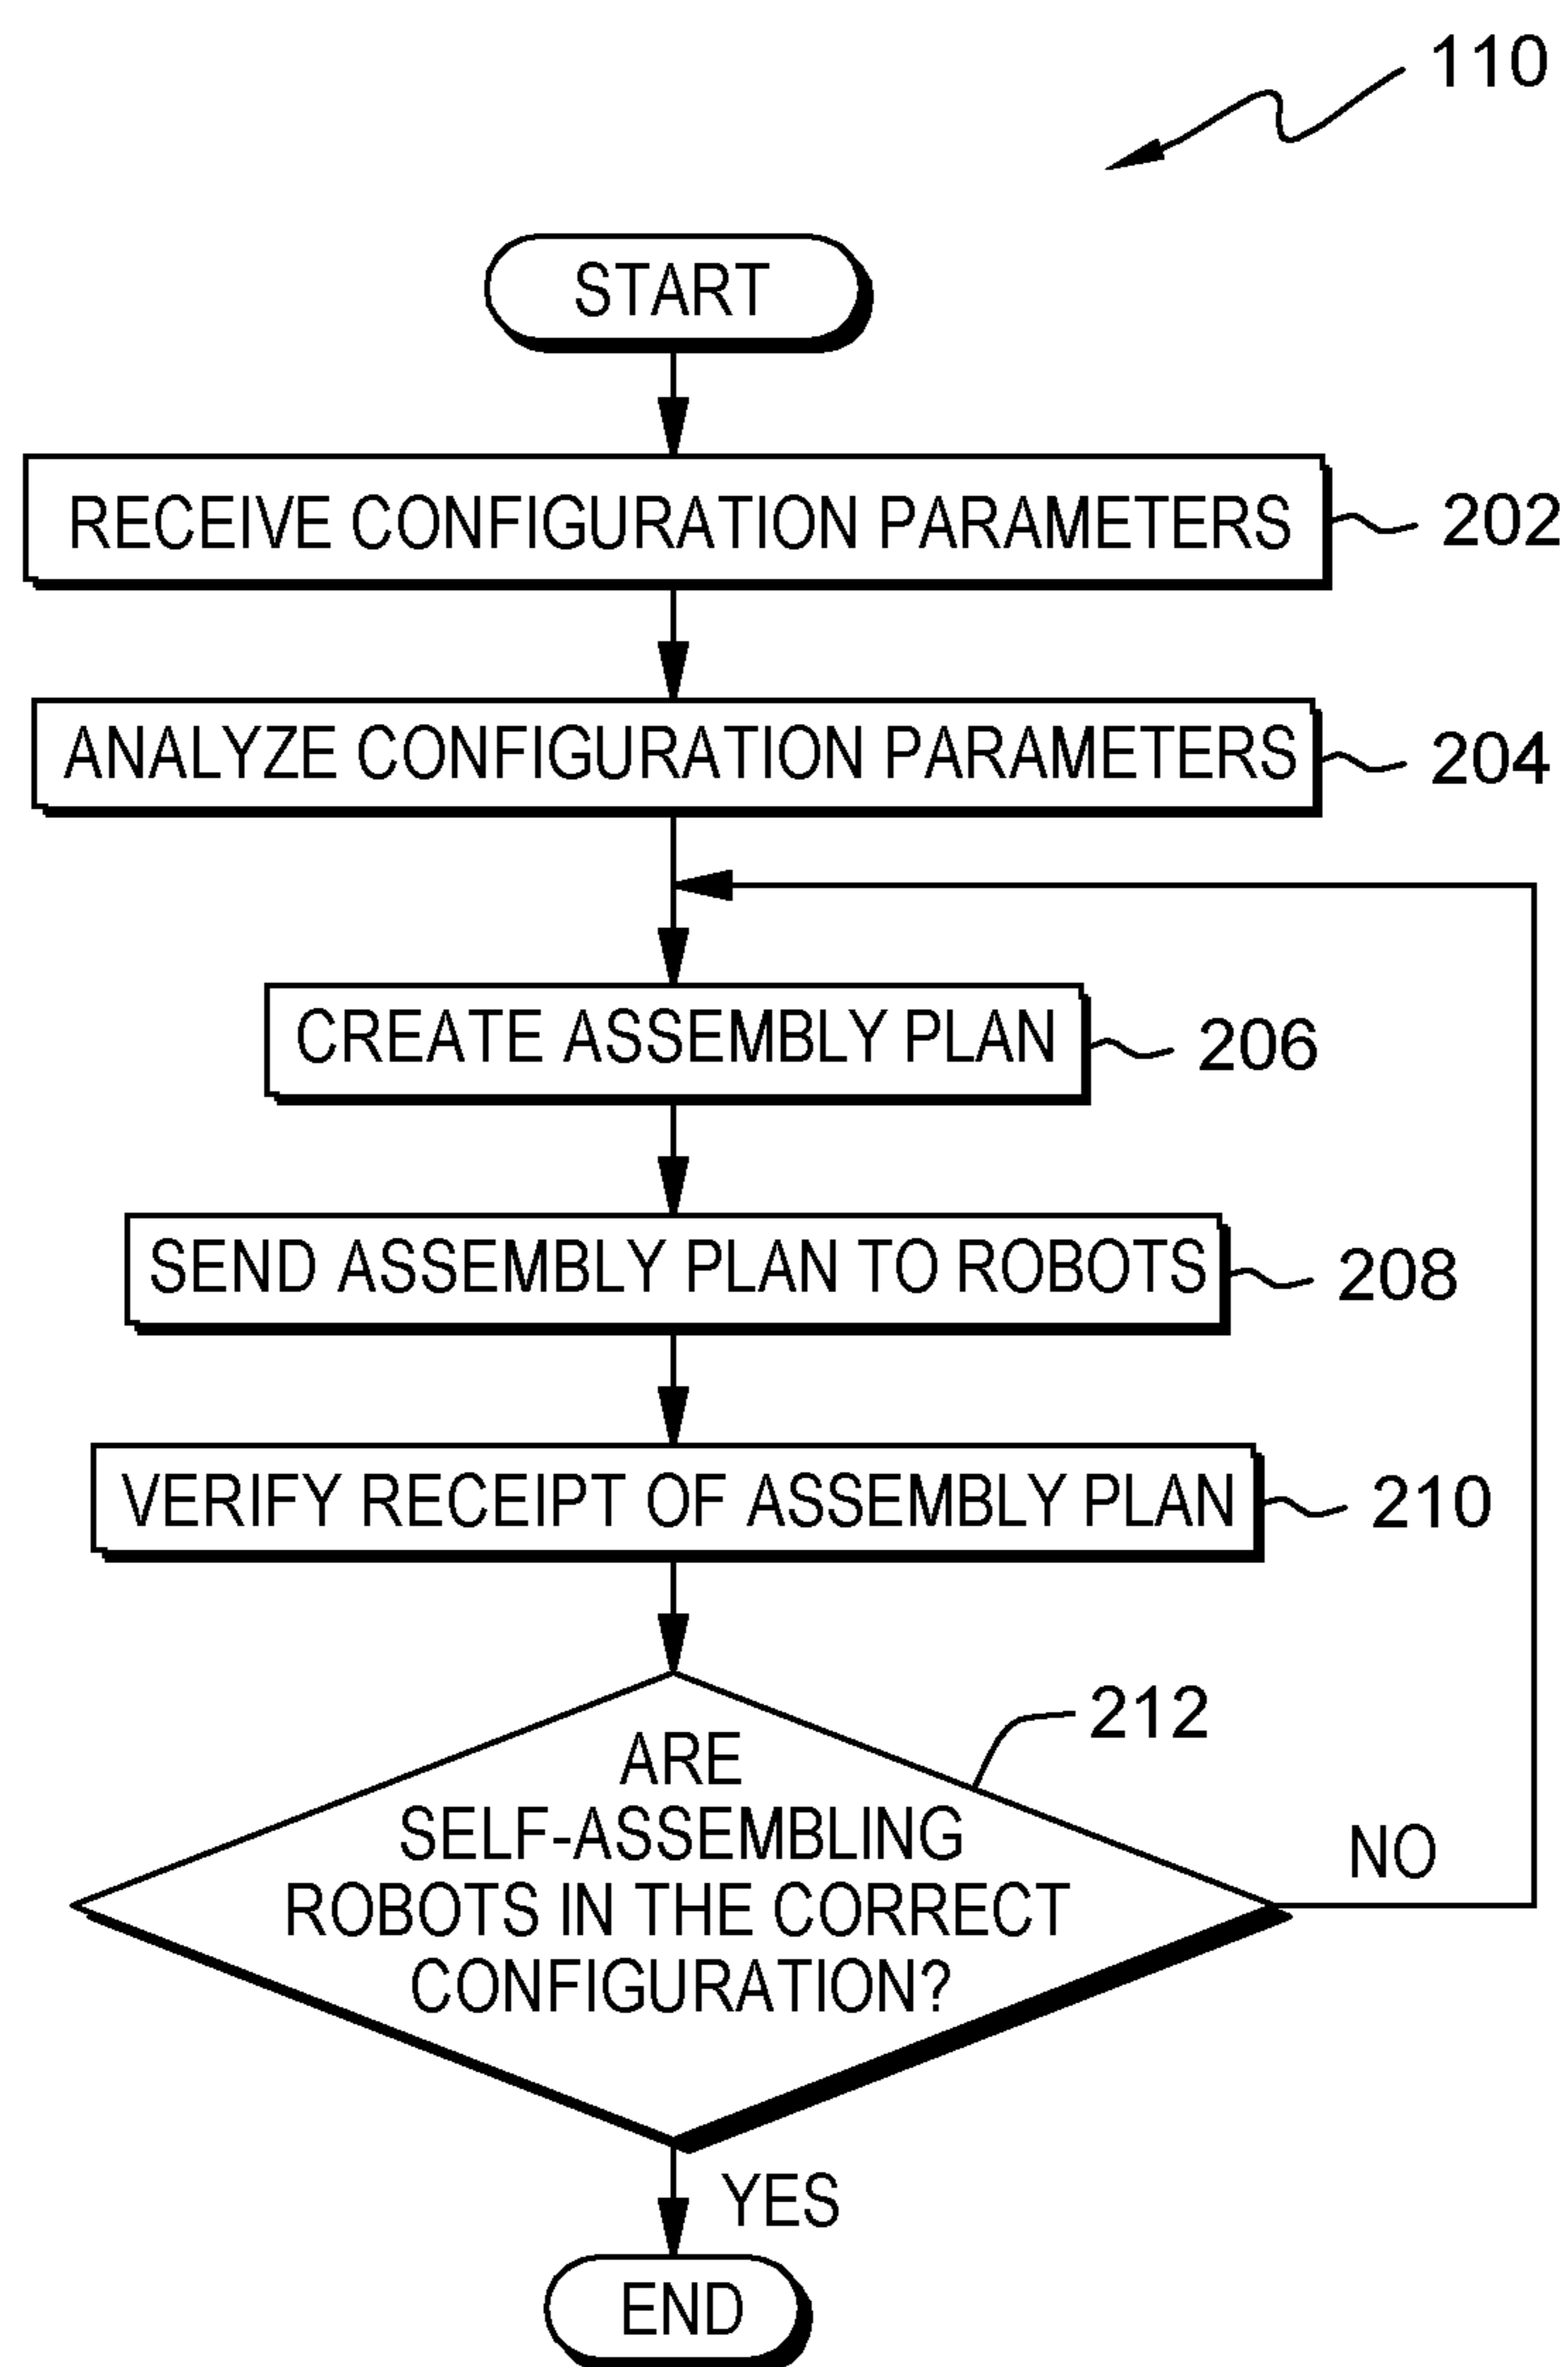 110
START
RECEIVE CONFIGURATION PARAMETERS
202
ANALYZE CONFIGURATION PARAMETERS
204
CREATE ASSEMBLY PLAN
206
SEND ASSEMBLY PLAN TO ROBOTS
208
VERIFY RECEIPT OF ASSEMBLY PLAN
210
212
ARE
SELF-ASSEMBLING
ROBOTS IN THE CORRECT
CONFIGURATION?
NO
YES
END